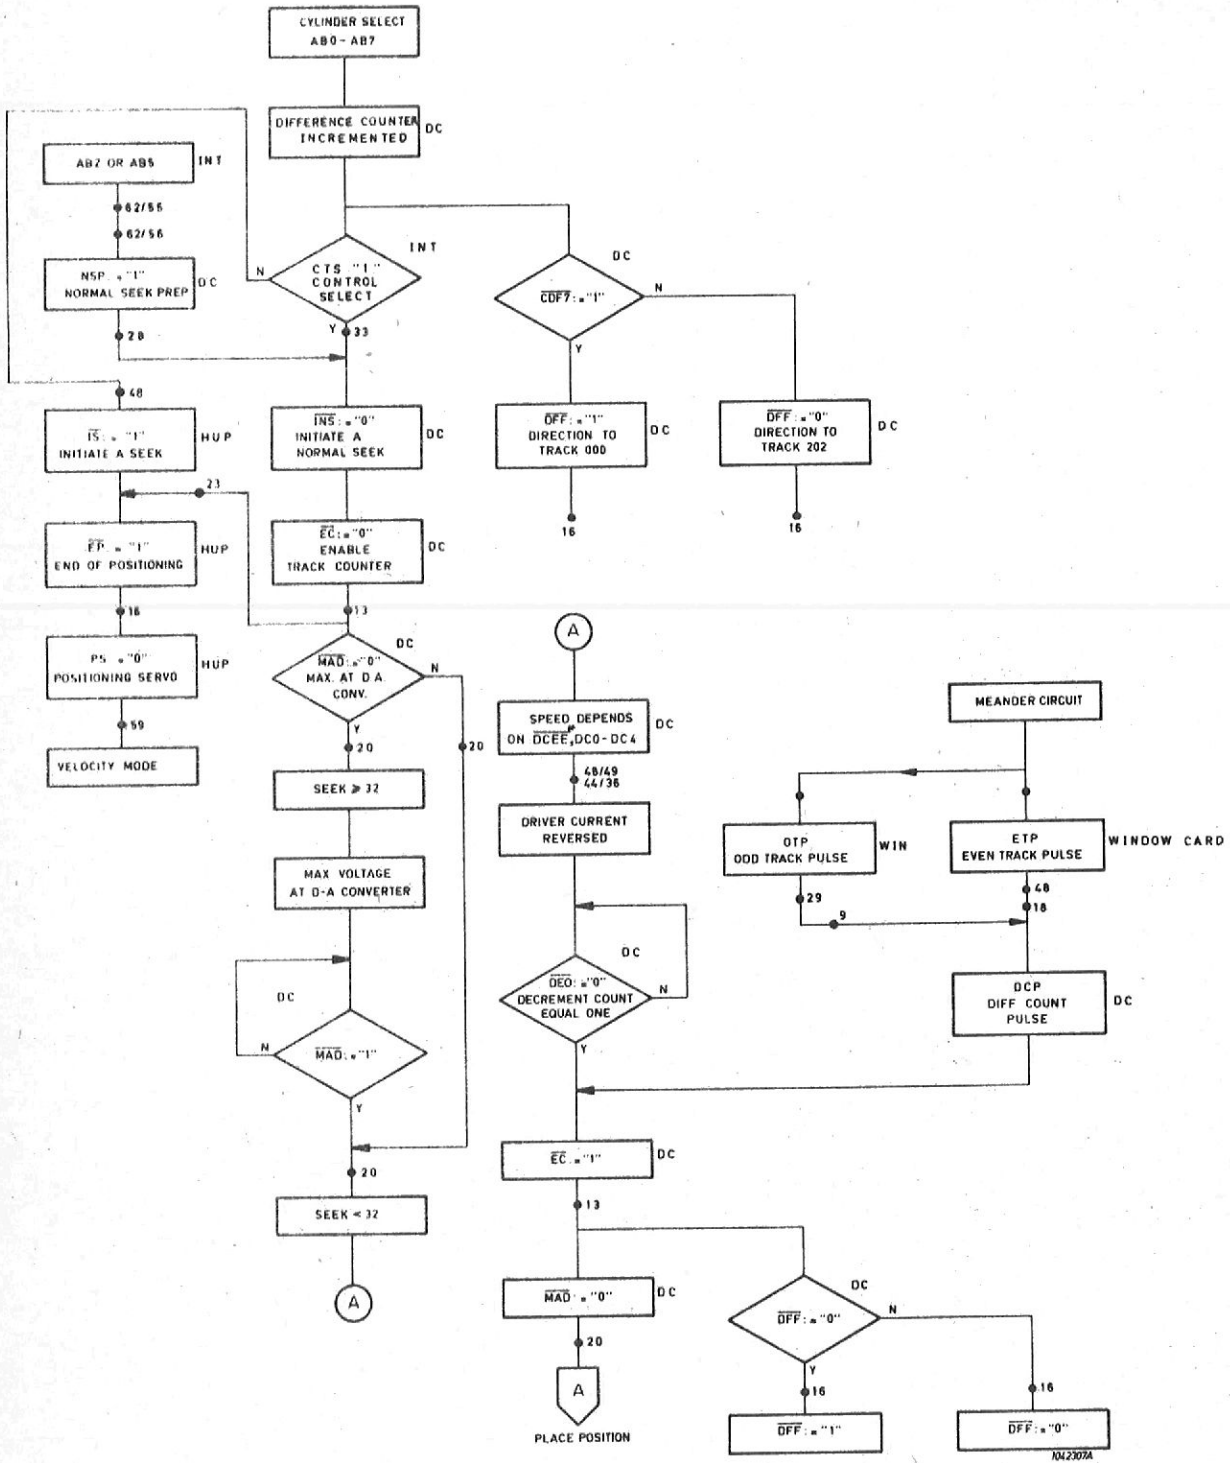 CYLINDER SELECT
AB0 - AB7
DIFFERENCE COUNTER
INCREMENTED
DC
AB2 OR AB5
INT
62/55
62/56
NSP. = "1"
NORMAL SEEK PREP
DC
28
CTS "1"
CONTROL
SELECT
INT
N
Y
33
CDF7: = "1"
DC
N
Y
48
IS: = "1"
INITIATE A SEEK
HUP
INS: = "0"
INITIATE A
NORMAL SEEK
DC
DFF: = "1"
DIRECTION TO
TRACK 000
DC
DFF: = "0"
DIRECTION TO
TRACK 202
DC
23
16
16
EP. = "1"
END OF POSITIONING
HUP
EC: = "0"
ENABLE
TRACK COUNTER
DC
16
13
PS = "0"
POSITIONING SERVO
HUP
MAD: = "0"
MAX. AT D A
CONV.
DC
N
Y
59
20
20
VELOCITY MODE
SEEK ⩾ 32
MAX VOLTAGE
AT D-A CONVERTER
DC
MAD: = "1"
N
Y
20
SEEK < 32
A
A
SPEED DEPENDS
ON DCEE, DC0-DC4
DC
48/49
44/36
DRIVER CURRENT
REVERSED
DC
DEO: = "0"
DECREMENT COUNT
EQUAL ONE
N
Y
MEANDER CIRCUIT
OTP
ODD TRACK PULSE
WIN
ETP
EVEN TRACK PULSE
WINDOW CARD
29
9
48
18
DCP
DIFF COUNT
PULSE
DC
EC = "1"
DC
13
MAD = "0"
DC
20
A
PLACE POSITION
DFF: = "0"
DC
N
Y
16
16
DFF: = "1"
DFF: = "0"
1042307A